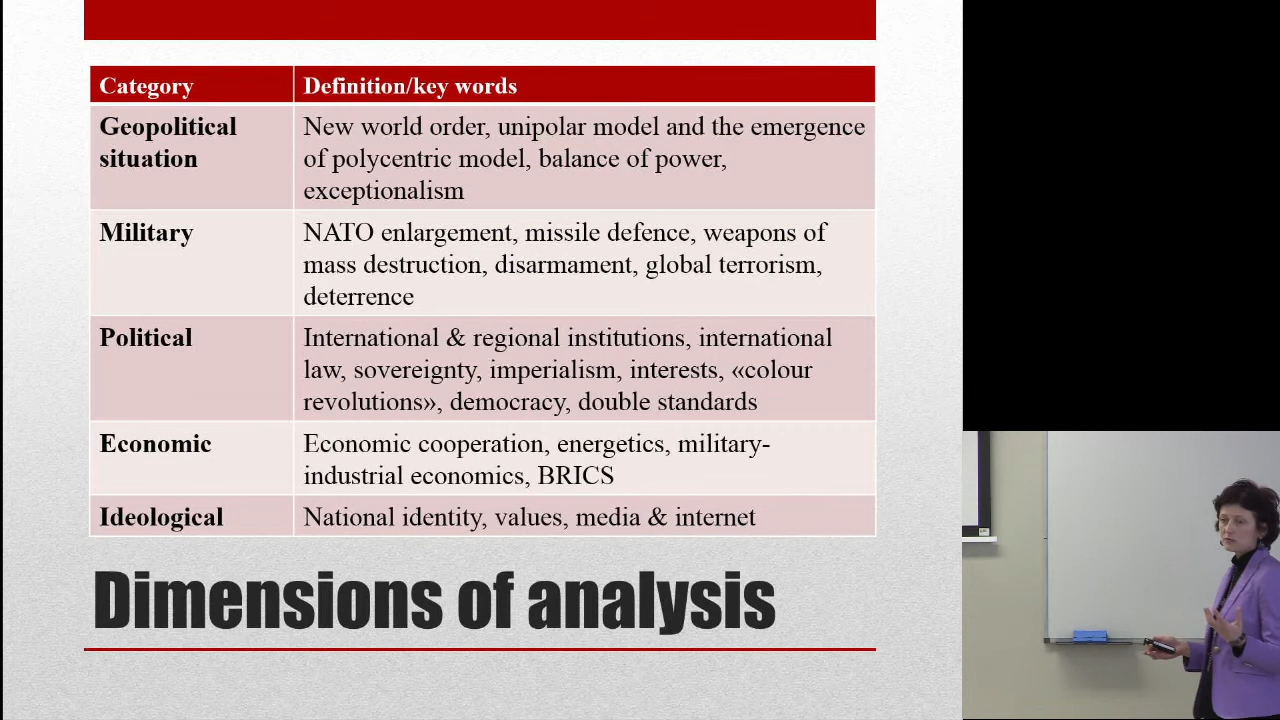 Category
Definition/key words
Geopolitical
situation
New world order, unipolar model and the emergence
of polycentric model, balance of power,
exceptionalism
Military
NATO enlargement, missile defence, weapons of
mass destruction, disarmament, global terrorism,
deterrence
Political
International & regional institutions, international
law, sovereignty, imperialism, interests, «colour
revolutions», democracy, double standards
Economic
Economic cooperation, energetics, military-
industrial economics, BRICS
Ideological
National identity, values, media & internet
Dimensions of analysis